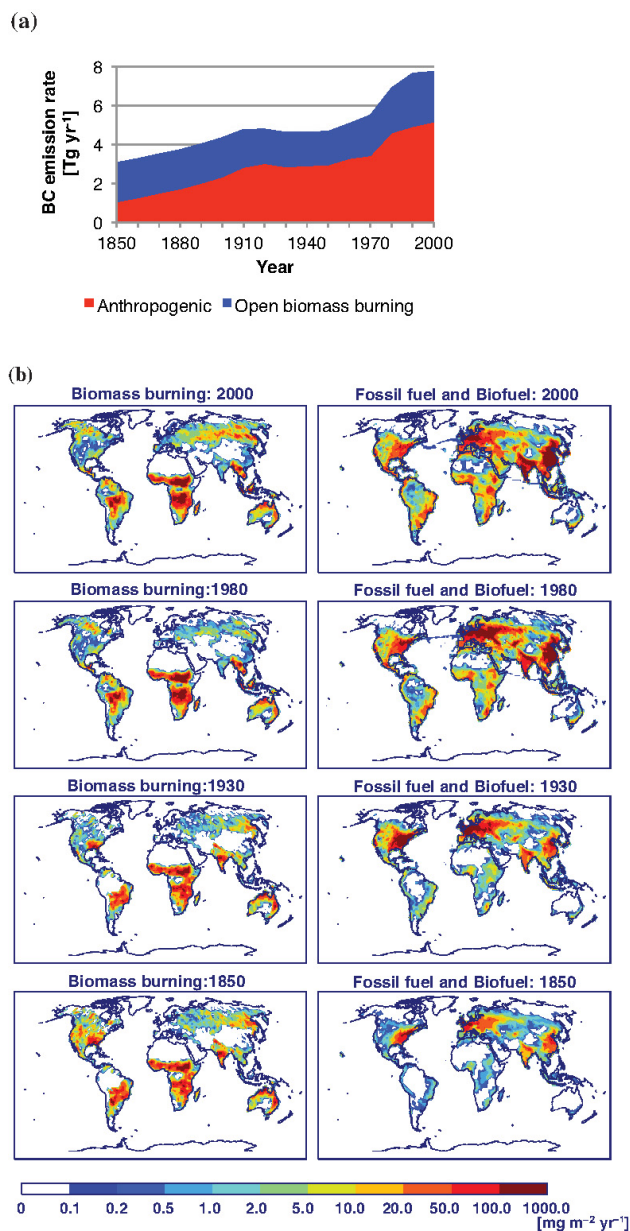 (a)
8
6
4
2
0
BC emission rate
[Tg yr⁻¹]
1850 1880 1910 1940 1970 2000
Year
Anthropogenic Open biomass burning
(b)
Biomass burning: 2000 Fossil fuel and Biofuel: 2000
Biomass burning:1980 Fossil fuel and Biofuel: 1980
Biomass burning:1930 Fossil fuel and Biofuel: 1930
Biomass burning:1850 Fossil fuel and Biofuel: 1850
0 0.1 0.2 0.5 1.0 2.0 5.0 10.0 20.0 50.0 100.0 1000.0
[mg m⁻² yr⁻¹]